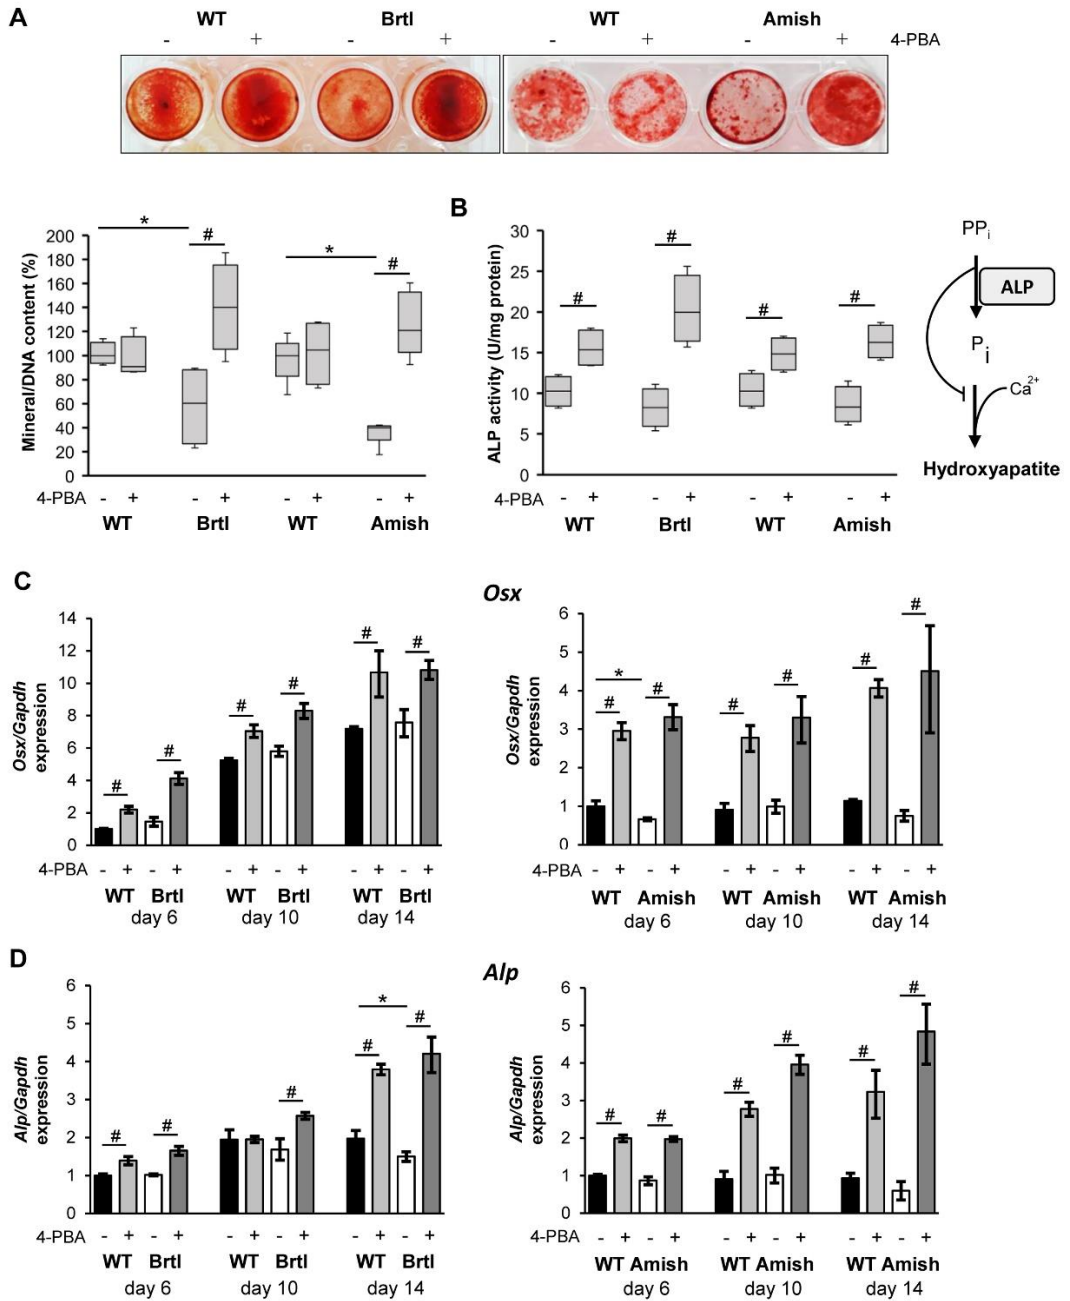 A
WT Brtl WT Amish
- + - + - + - + 4-PBA
B
Mineral/DNA content (%)
200
180
160
140
120
100
80
60
40
20
0
* # * #
4-PBA - + - + - + - +
WT Brtl WT Amish
ALP activity (U/mg protein)
30
25
20
15
10
5
0
# # # #
- + - + - + - +
WT Brtl WT Amish
PPi
ALP
Pi
Ca2+
Hydroxyapatite
C
Osx
Osx/Gapdh
expression
14
12
10
8
6
4
2
0
# # # # # #
4-PBA - + - + - + - + - + - +
WT Brtl WT Brtl WT Brtl
day 6 day 10 day 14
Osx/Gapdh
expression
6
5
4
3
2
1
0
* # # # # # #
4-PBA - + - + - + - + - + - +
WT Amish WT Amish WT Amish
day 6 day 10 day 14
D
Alp
Alp/Gapdh
expression
6
5
4
3
2
1
0
# # # * # #
4-PBA - + - + - + - + - + - +
WT Brtl WT Brtl WT Brtl
day 6 day 10 day 14
Alp/Gapdh
expression
6
5
4
3
2
1
0
# # # # # #
4-PBA - + - + - + - + - + - +
WT Amish WT Amish WT Amish
day 6 day 10 day 14